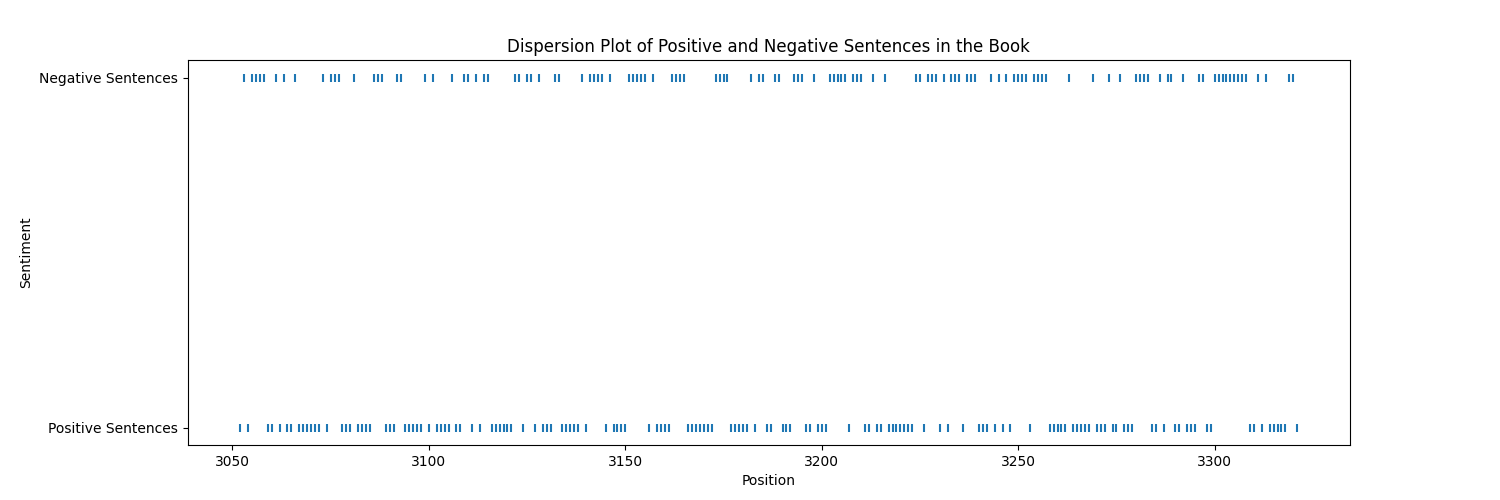 Dispersion Plot of Positive and Negative Sentences in the Book
Negative Sentences
Sentiment
Positive Sentences
3050 3100 3150 3200 3250 3300
Position